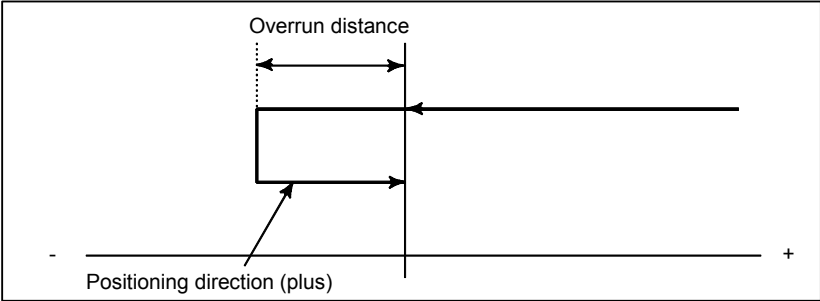 Overrun distance
- +
Positioning direction (plus)